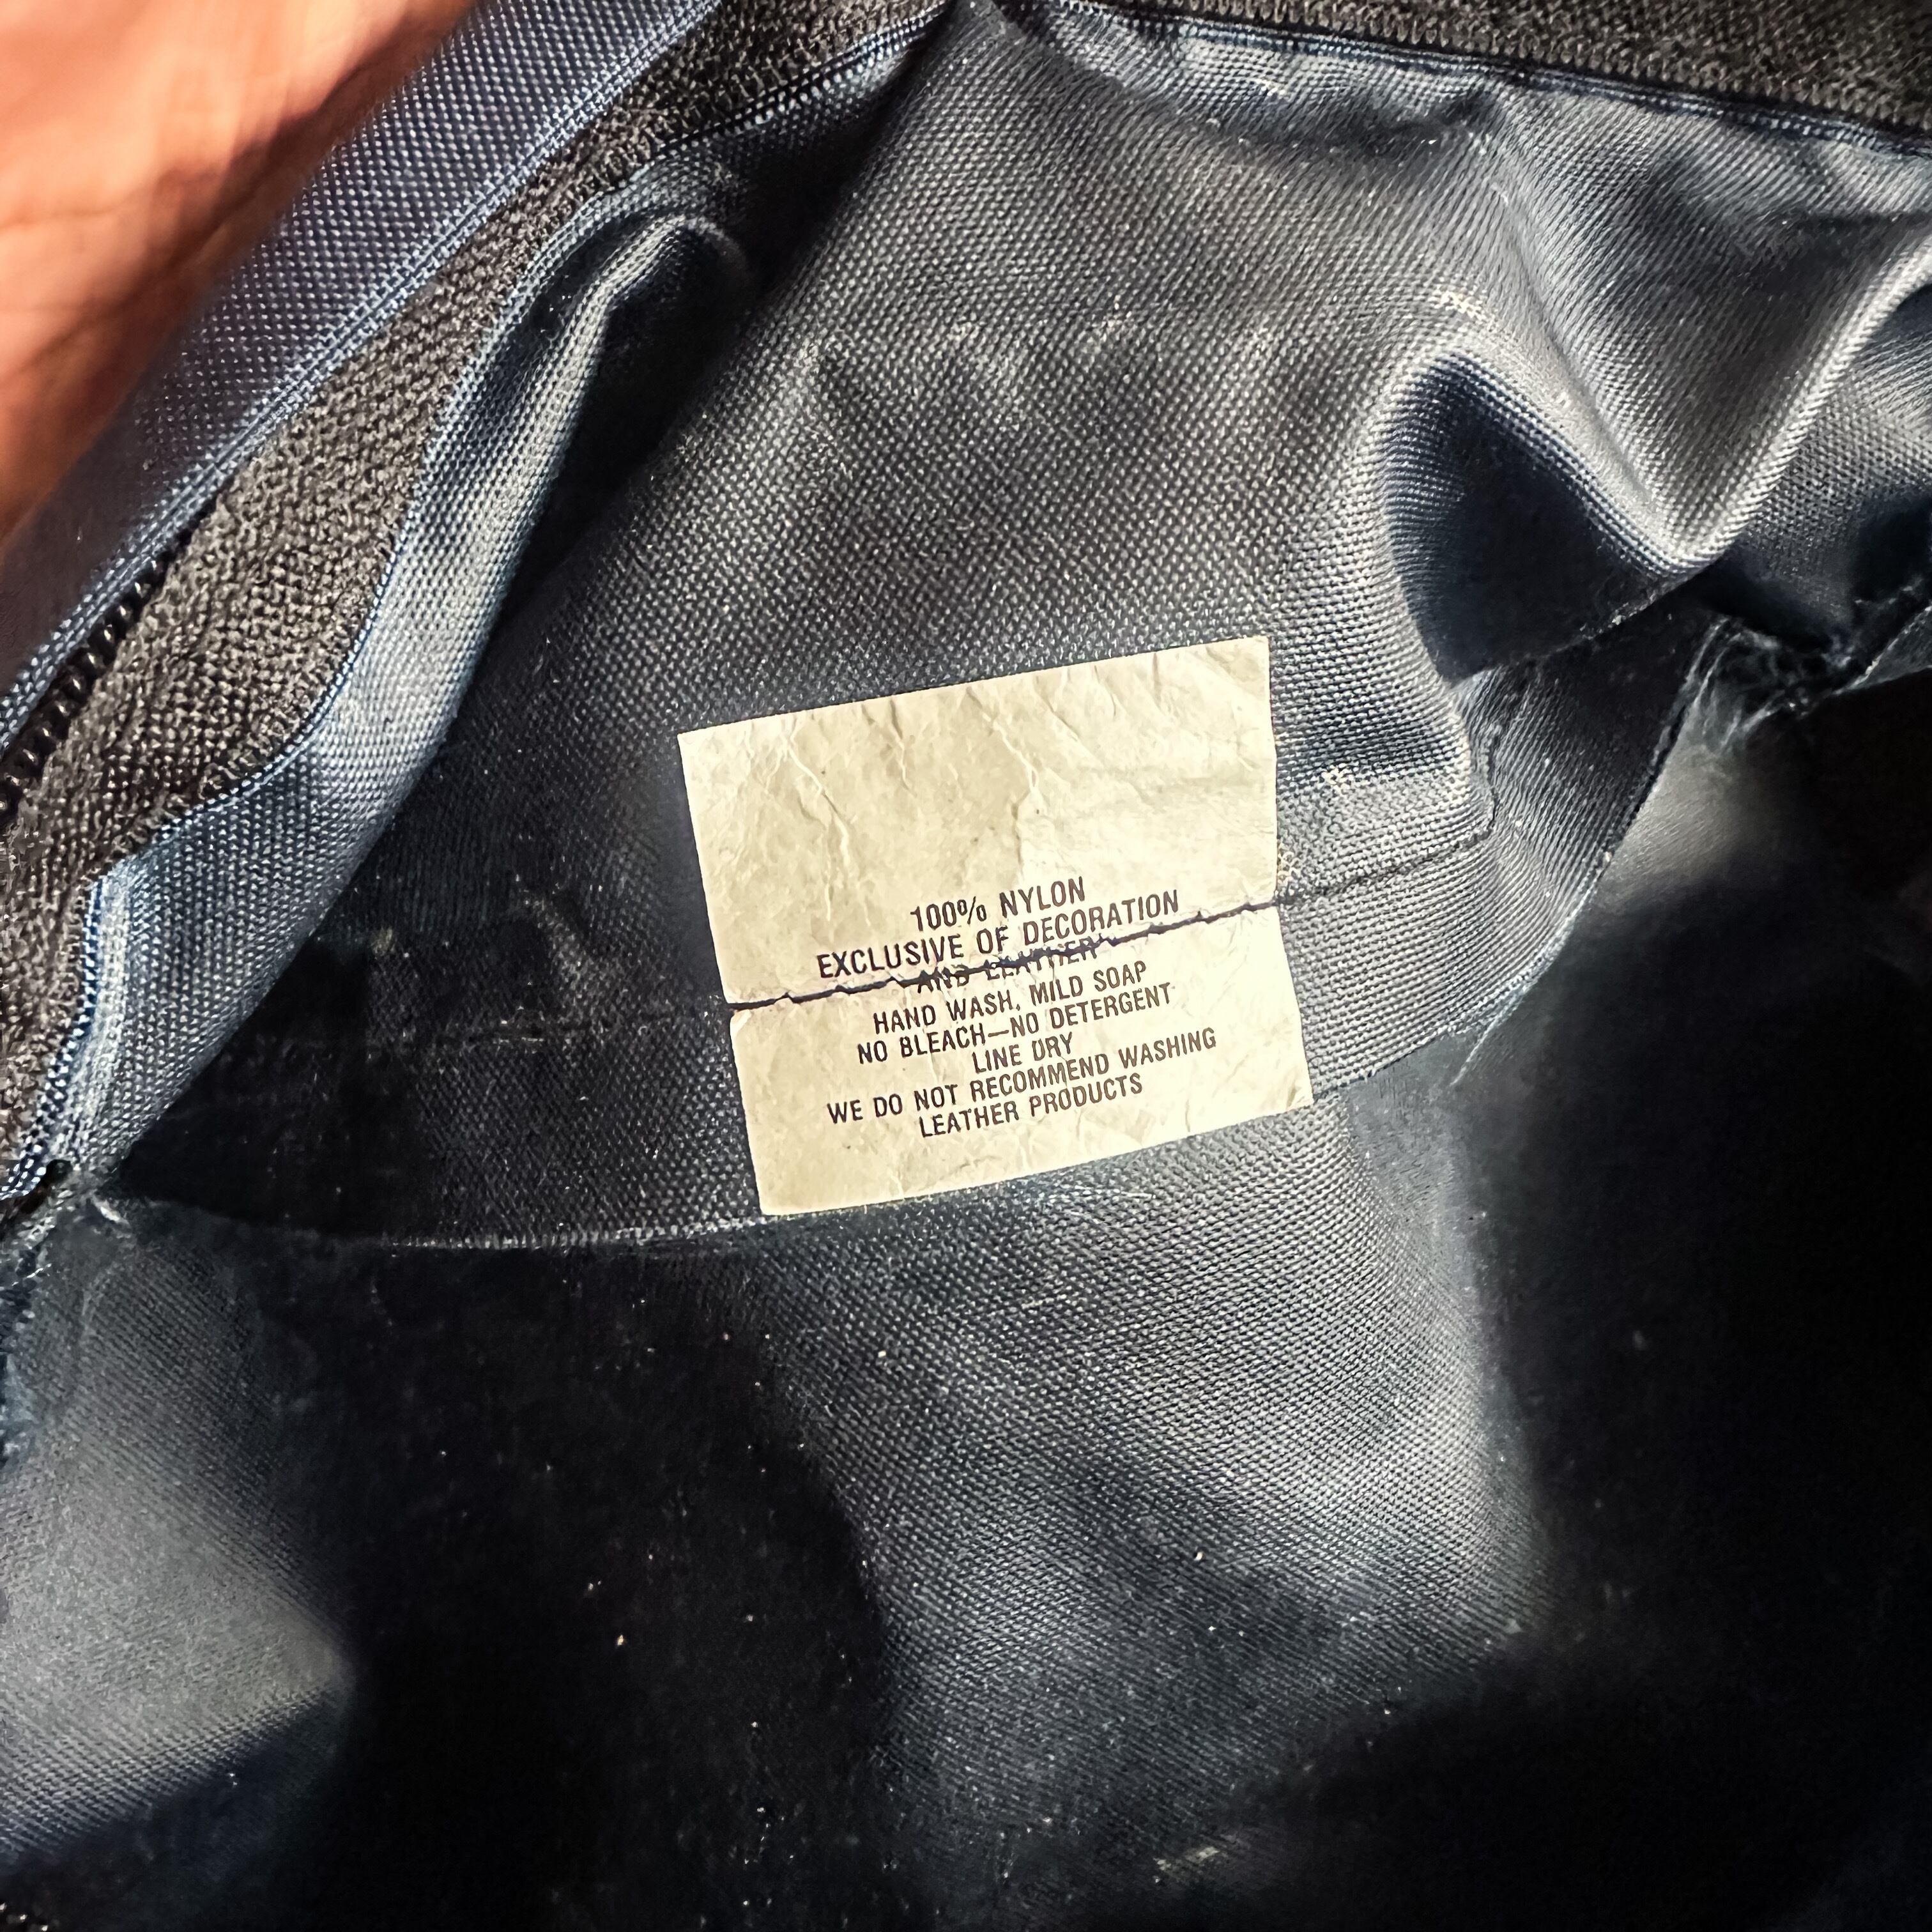 100% NYLON
EXCLUSIVE OF DECORATION
AND LEATHER
HAND WASH, MILD SOAP
NO BLEACH—NO DETERGENT
LINE DRY
WE DO NOT RECOMMEND WASHING
LEATHER PRODUCTS